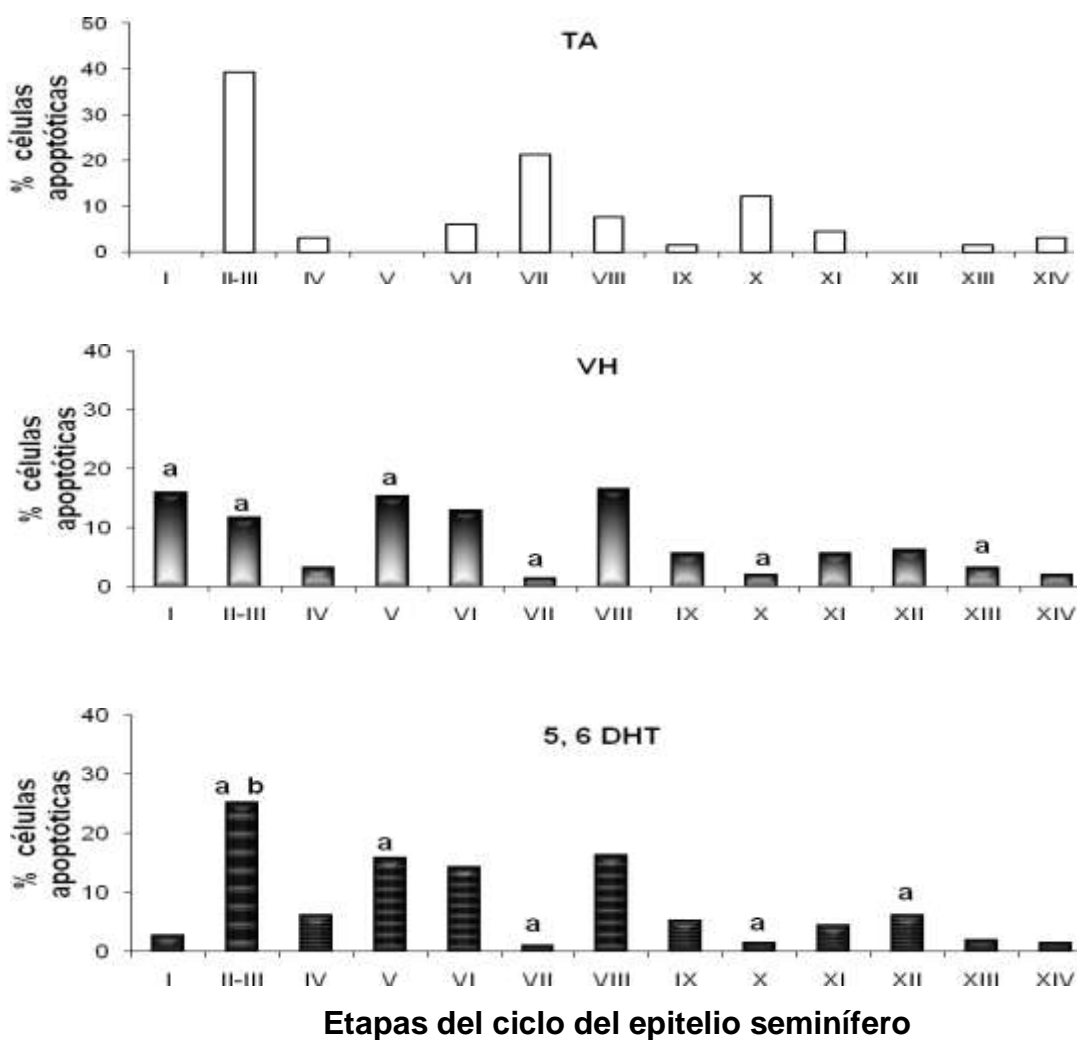 TA
% células
apoptóticas
50
40
30
20
10
0
I II-III IV V VI VII VIII IX X XI XII XIII XIV
VH
% células
apoptóticas
40
30
20
10
0
a a a a a a
I II-III IV V VI VII VIII IX X XI XII XIII XIV
5, 6 DHT
% células
apoptóticas
40
30
20
10
0
a b a a a a
I II-III IV V VI VII VIII IX X XI XII XIII XIV
Etapas del ciclo del epitelio seminífero